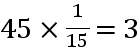 45 × 1/15 = 3